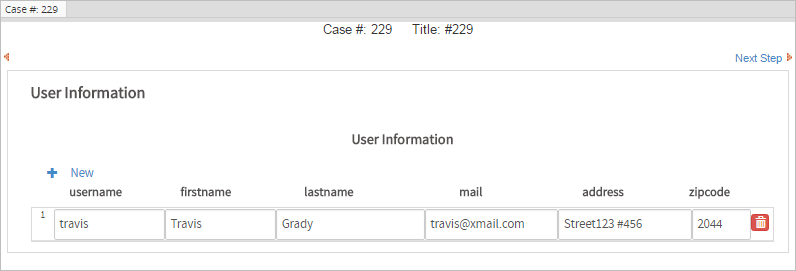 Case #: 229
Case #: 229 Title: #229
Next Step
User Information
User Information
New
username firstname lastname mail address zipcode
1 travis Travis Grady travis@xmail.com Street123 #456 2044